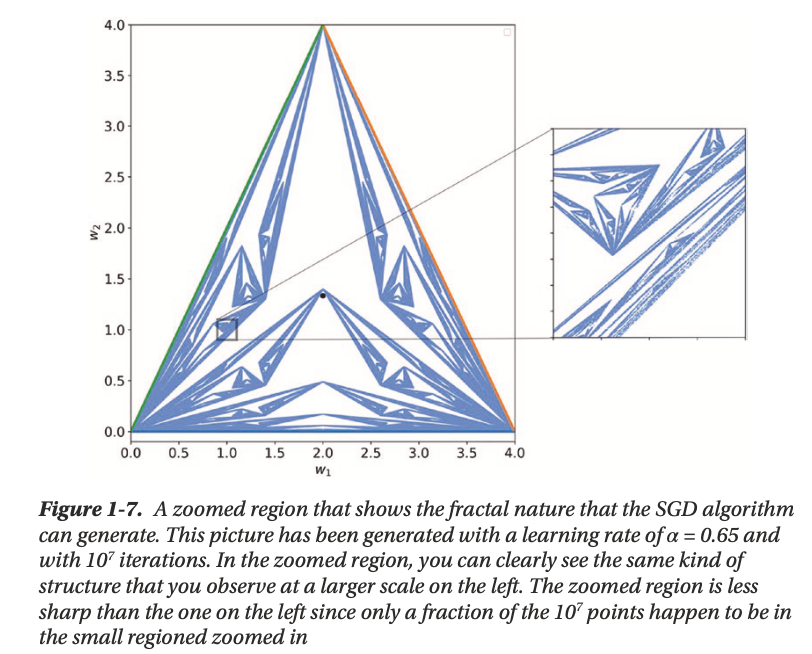 4.0
3.5
3.0
2.5
2.0
1.5
1.0
0.5
0.0
w₂
0.0 0.5 1.0 1.5 2.0 2.5 3.0 3.5 4.0
w₁
Figure 1-7. A zoomed region that shows the fractal nature that the SGD algorithm
can generate. This picture has been generated with a learning rate of α = 0.65 and
with 10⁷ iterations. In the zoomed region, you can clearly see the same kind of
structure that you observe at a larger scale on the left. The zoomed region is less
sharp than the one on the left since only a fraction of the 10⁷ points happen to be in
the small regioned zoomed in